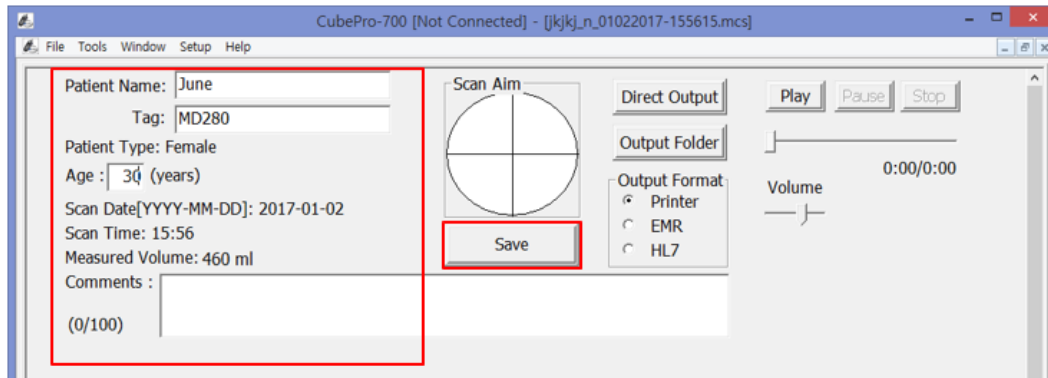 CubePro-700 [Not Connected] - [jkjkj_n_01022017-155615.mcs]
File Tools Window Setup Help
Patient Name: June
Tag: MD280
Patient Type: Female
Age : 30 (years)
Scan Date[YYYY-MM-DD]: 2017-01-02
Scan Time: 15:56
Measured Volume: 460 ml
Comments :
(0/100)
Scan Aim
Save
Direct Output
Output Folder
Output Format
Printer
EMR
HL7
Play Pause Stop
0:00/0:00
Volume